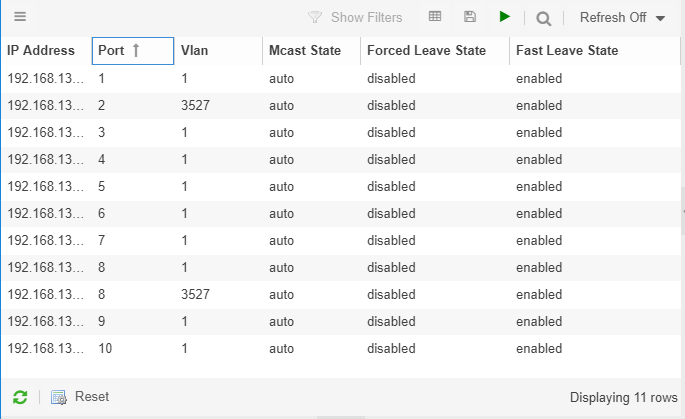 Show Filters Refresh Off
IP Address Port Vlan Mcast State Forced Leave State Fast Leave State
192.168.13... 1 1 auto disabled enabled
192.168.13... 2 3527 auto disabled enabled
192.168.13... 3 1 auto disabled enabled
192.168.13... 4 1 auto disabled enabled
192.168.13... 5 1 auto disabled enabled
192.168.13... 6 1 auto disabled enabled
192.168.13... 7 1 auto disabled enabled
192.168.13... 8 1 auto disabled enabled
192.168.13... 8 3527 auto disabled enabled
192.168.13... 9 1 auto disabled enabled
192.168.13... 10 1 auto disabled enabled
Reset Displaying 11 rows